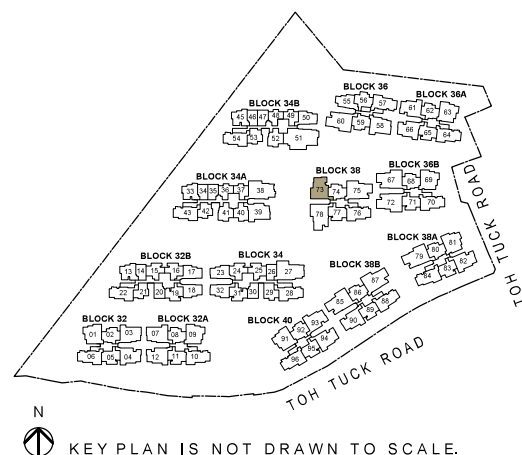 BLOCK 36
BLOCK 36A
BLOCK 34B
55 56 57
61 62 63
45 46 47 48 49 50
60 59 58
66 65 64
54 53 52 51
BLOCK 34A
BLOCK 38
BLOCK 36B
33 34 35 36 37 38
73 74 75
67 68 69
43 42 41 40 39
78 77 76
72 71 70
TOH TUCK ROAD
BLOCK 38A
79 80 81
84 83 82
BLOCK 32B
BLOCK 34
BLOCK 38B
13 14 15 16 17
23 24 25 26 27
85 86 87
22 21 20 19 18
32 31 30 29 28
90 89 88
BLOCK 32
BLOCK 32A
BLOCK 40
01 02 03
07 08 09
91 92 93
06 05 04
12 11 10
96 95 94
TOH TUCK ROAD
N
KEY PLAN IS NOT DRAWN TO SCALE.